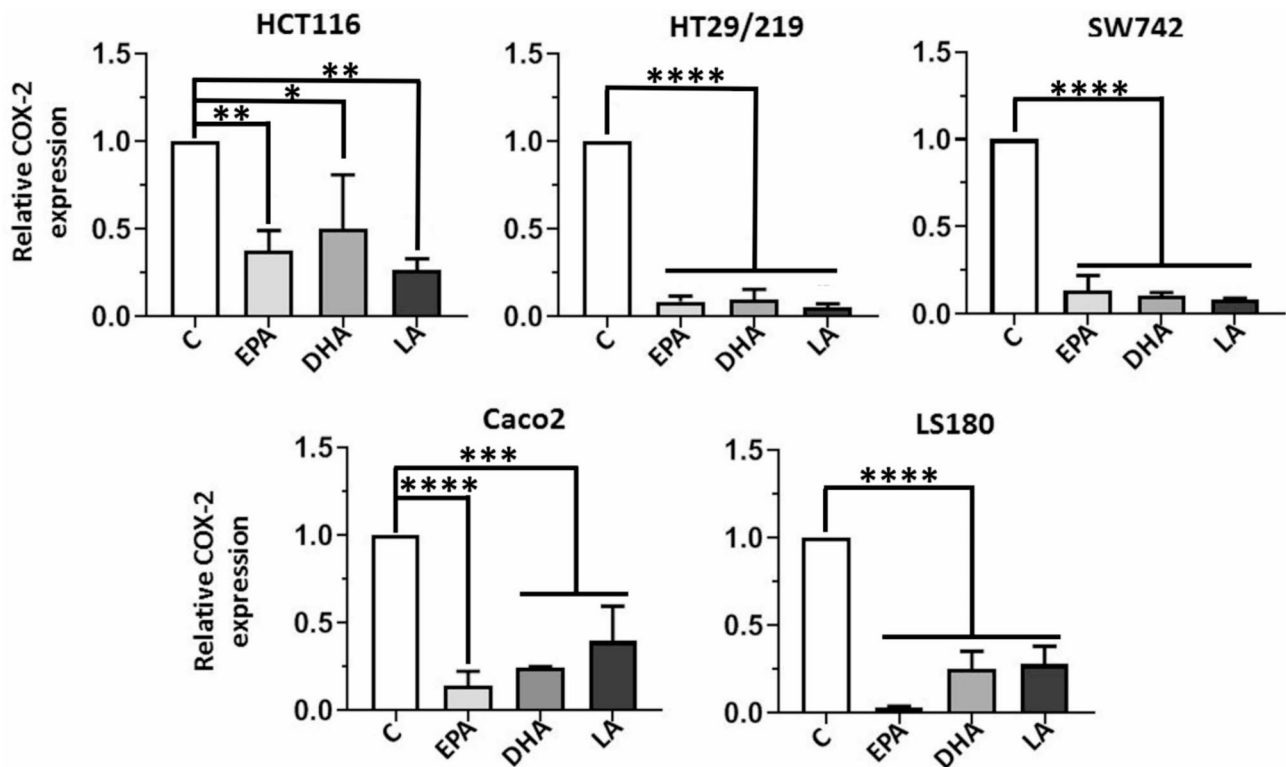 HCT116
HT29/219
SW742
Relative COX-2
expression
1.5
1.0
0.5
0.0
**
*
**
C
EPA
DHA
LA
1.5
1.0
0.5
0.0
****
C
EPA
DHA
LA
1.5
1.0
0.5
0.0
****
C
EPA
DHA
LA
Caco2
LS180
Relative COX-2
expression
1.5
1.0
0.5
0.0
***
****
C
EPA
DHA
LA
1.5
1.0
0.5
0.0
****
C
EPA
DHA
LA